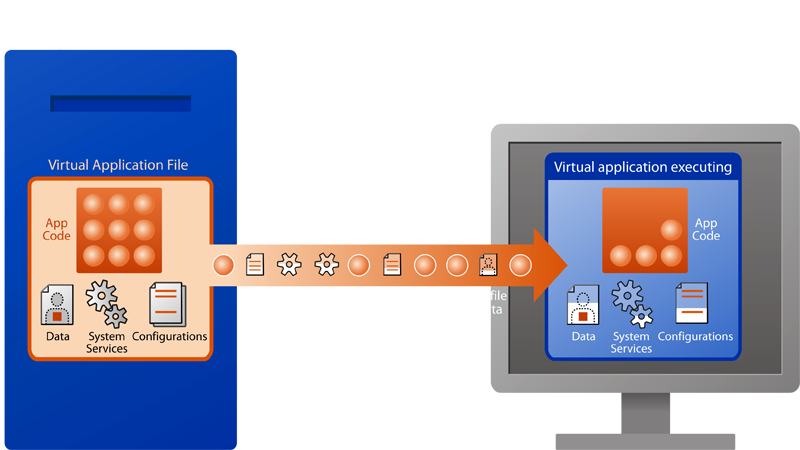 Virtual Application File
App
Code
Data
System
Services
Configurations
Virtual application executing
App
Code
Data
System
Services
Configurations